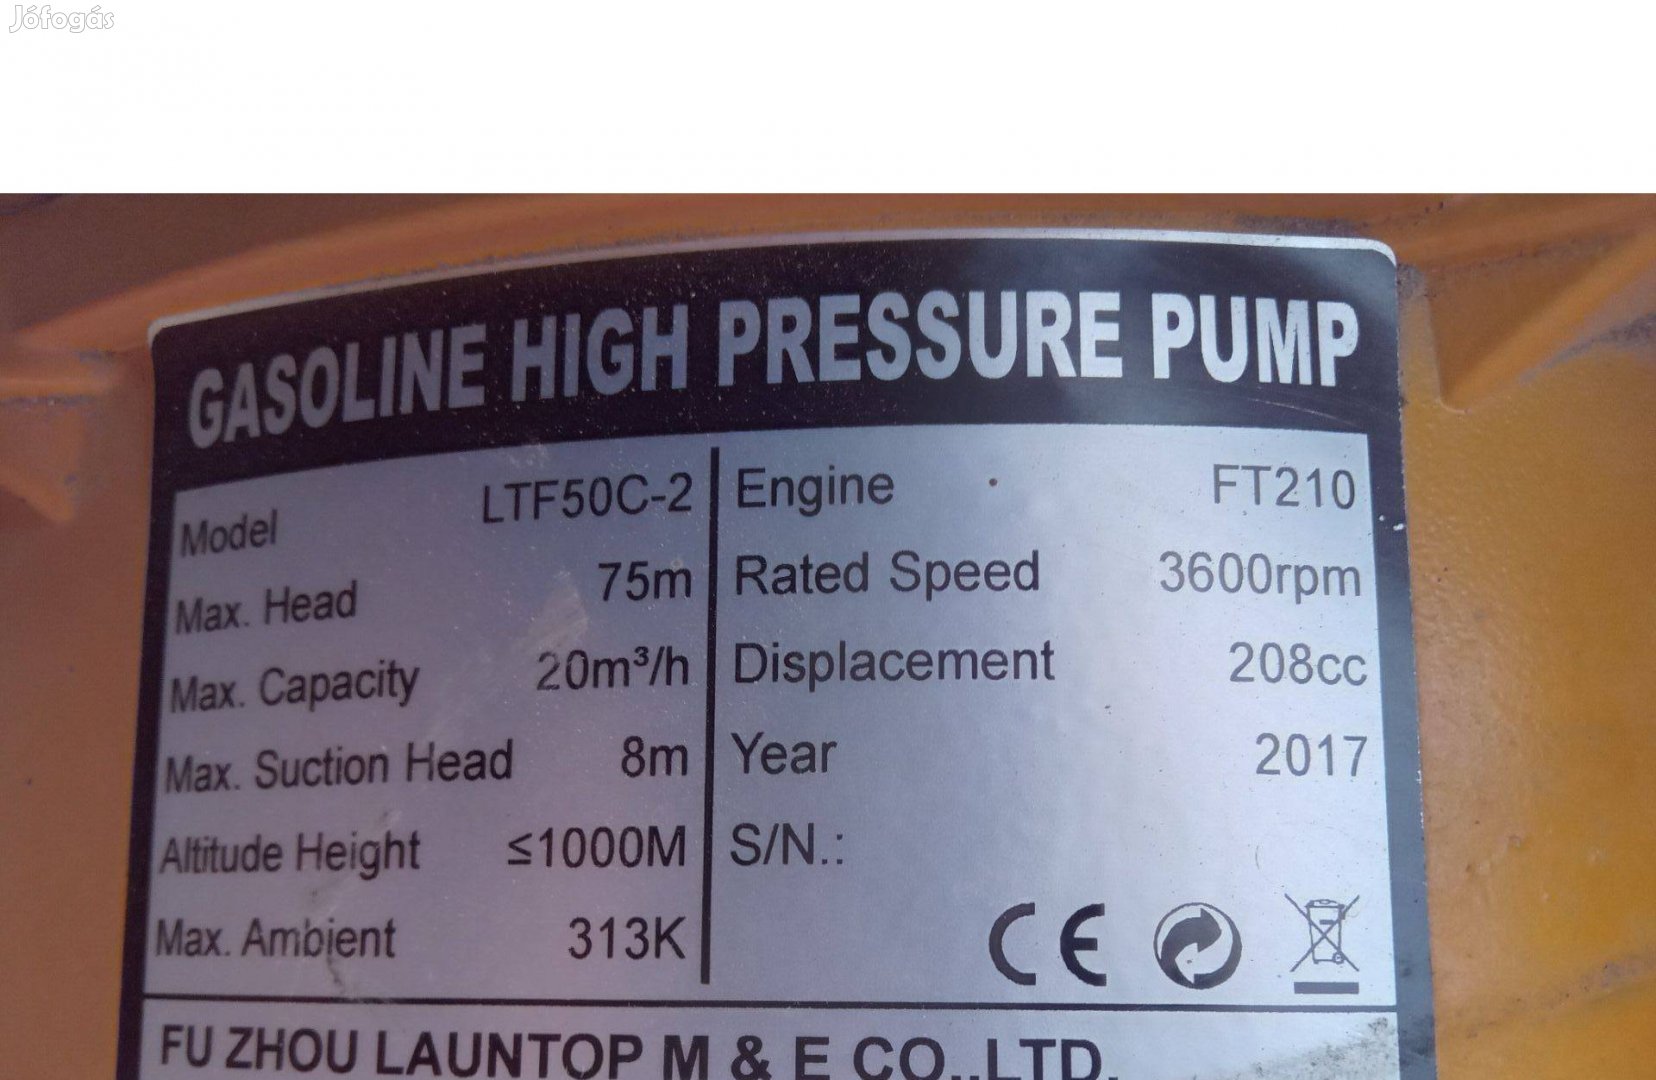 Jófogás
GASOLINE HIGH PRESSURE PUMP
Model LTF50C-2
Max. Head 75m
Max. Capacity 20m³/h
Max. Suction Head 8m
Altitude Height ≤1000M
Max. Ambient 313K
Engine FT210
Rated Speed 3600rpm
Displacement 208cc
Year 2017
S/N.:
CE
FU ZHOU LAUNTOP M & E CO.,LTD.